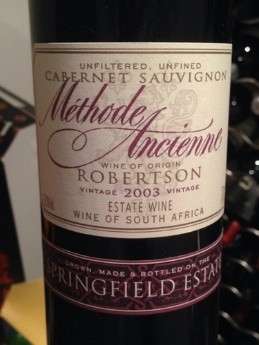 UNFILTERED, UNFINED
CABERNET SAUVIGNON
Méthode
Ancienne
WINE OF ORIGIN
ROBERTSON
VINTAGE 2003 VINTAGE
ESTATE WINE
WINE OF SOUTH AFRICA
GROWN, MADE & BOTTLED ON THE
SPRINGFIELD ESTATE